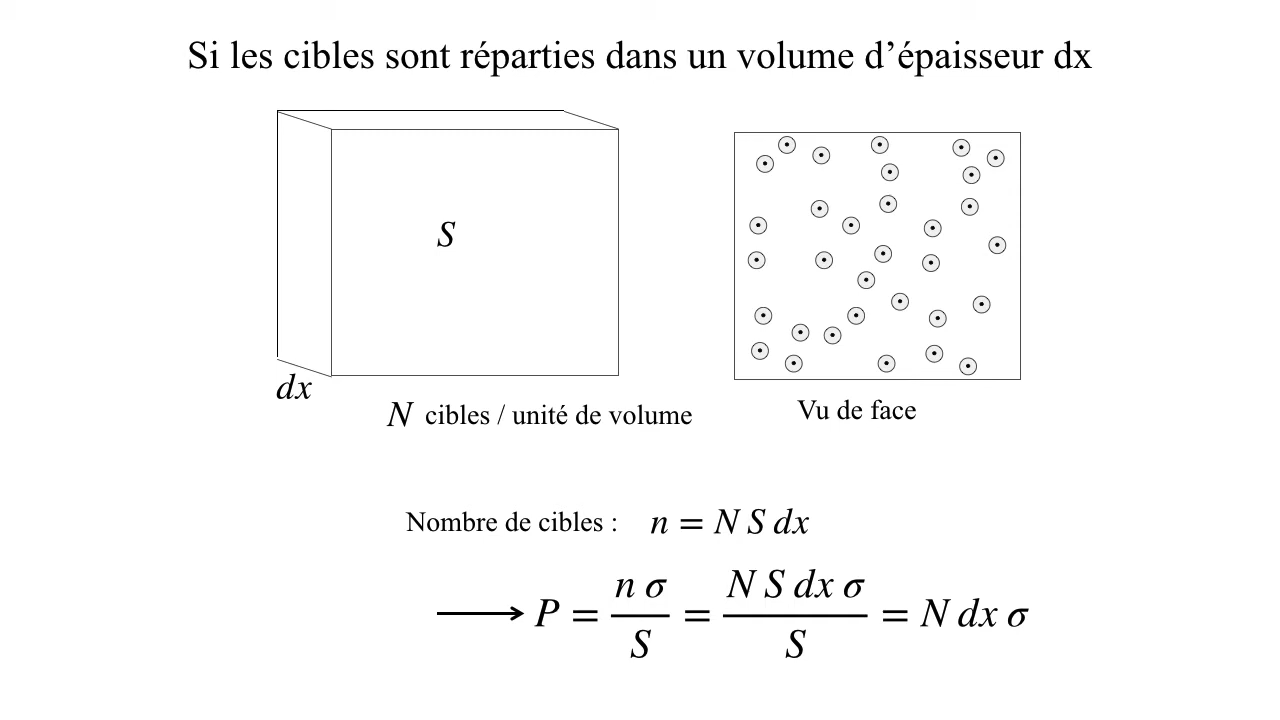 Si les cibles sont réparties dans un volume d’épaisseur dx
S
dx
N cibles / unité de volume
Vu de face
Nombre de cibles : n = N S dx
P = n σ / S = N S dx σ / S = N dx σ